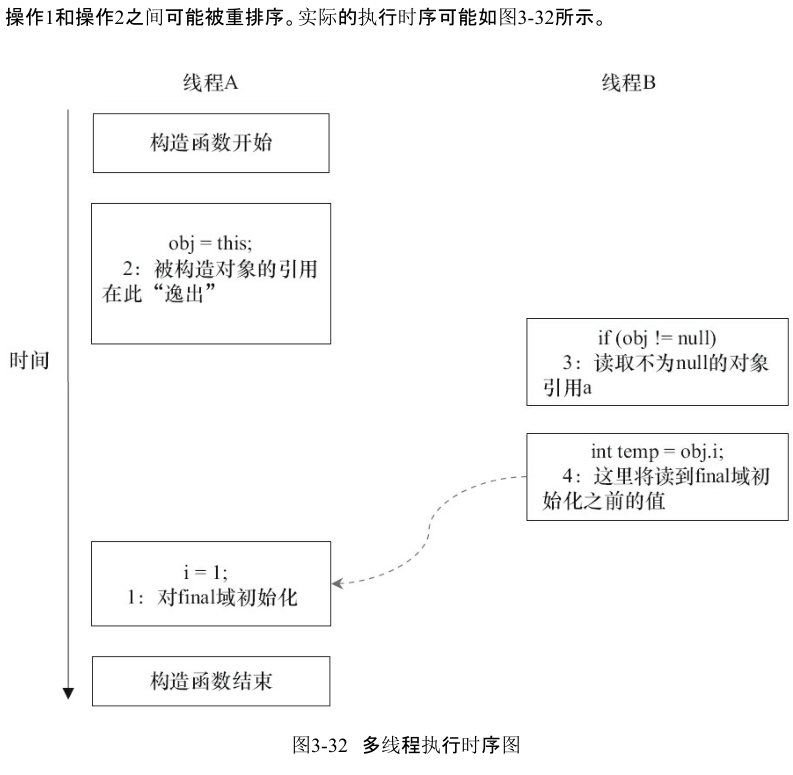 操作1和操作2之间可能被重排序。实际的执行时序可能如图3-32所示。
线程A
线程B
构造函数开始
obj = this;
2：被构造对象的引用
在此“逸出”
if (obj != null)
3：读取不为null的对象
引用a
时间
int temp = obj.i;
4：这里将读到final域初
始化之前的值
i = 1;
1：对final域初始化
构造函数结束
图3-32 多线程执行时序图